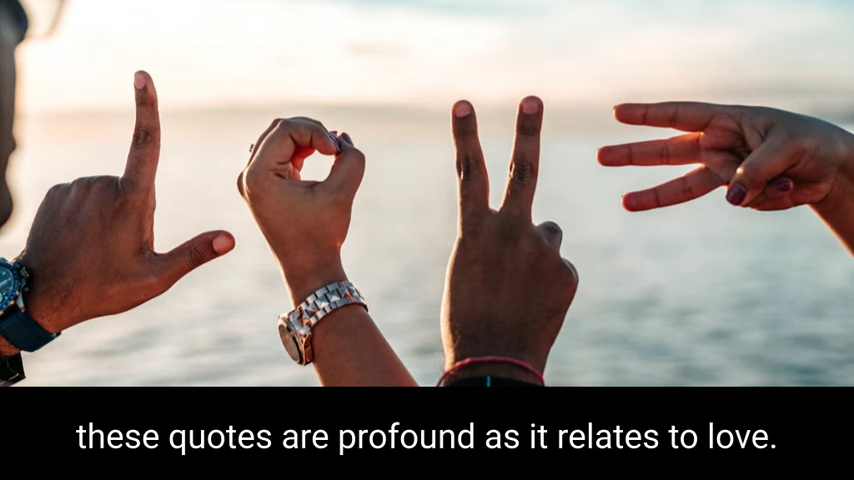 these quotes are profound as it relates to love.